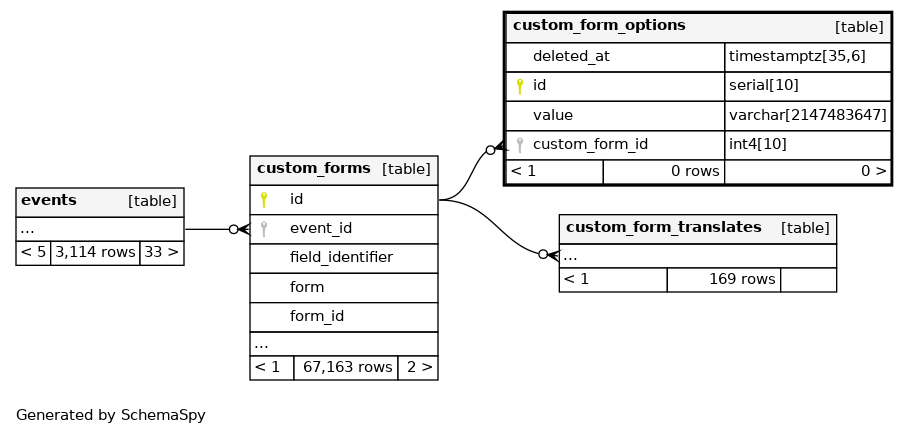 custom_form_options [table]
deleted_at timestamptz[35,6]
id serial[10]
value varchar[2147483647]
custom_form_id int4[10]
< 1 0 rows 0 >
custom_forms [table]
id
event_id
field_identifier
form
form_id
...
< 1 67,163 rows 2 >
events [table]
...
< 5 3,114 rows 33 >
custom_form_translates [table]
...
< 1 169 rows
Generated by SchemaSpy